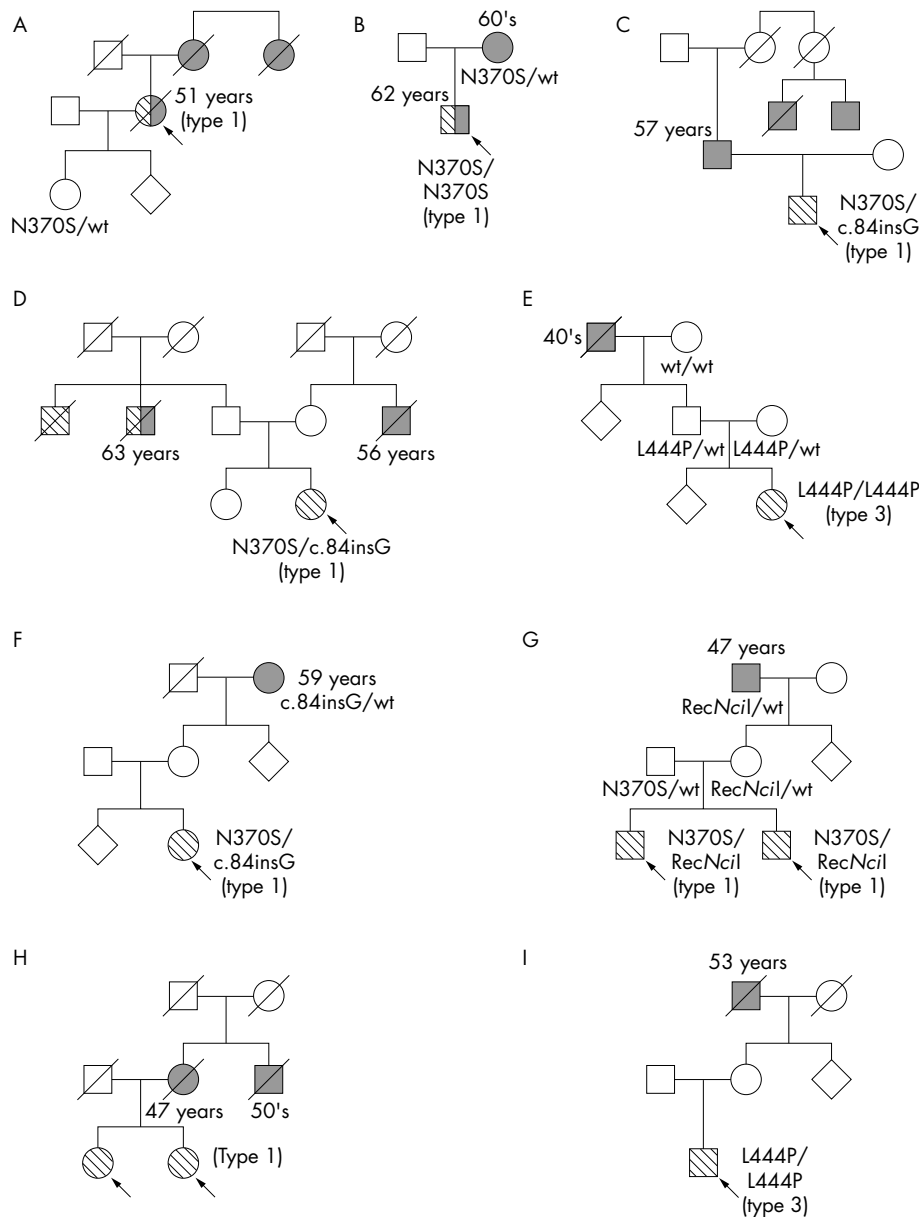 A
51 years
(type 1)
N370S/wt
B
60's
N370S/wt
62 years
N370S/
N370S
(type 1)
C
57 years
N370S/
c.84insG
(type 1)
D
63 years
56 years
N370S/c.84insG
(type 1)
E
40's
wt/wt
L444P/wt
L444P/wt
L444P/L444P
(type 3)
F
59 years
c.84insG/wt
N370S/
c.84insG
(type 1)
G
47 years
RecNciI/wt
N370S/wt
RecNciI/wt
N370S/
RecNciI
(type 1)
N370S/
RecNciI
(type 1)
H
47 years
50's
(Type 1)
I
53 years
L444P/
L444P
(type 3)